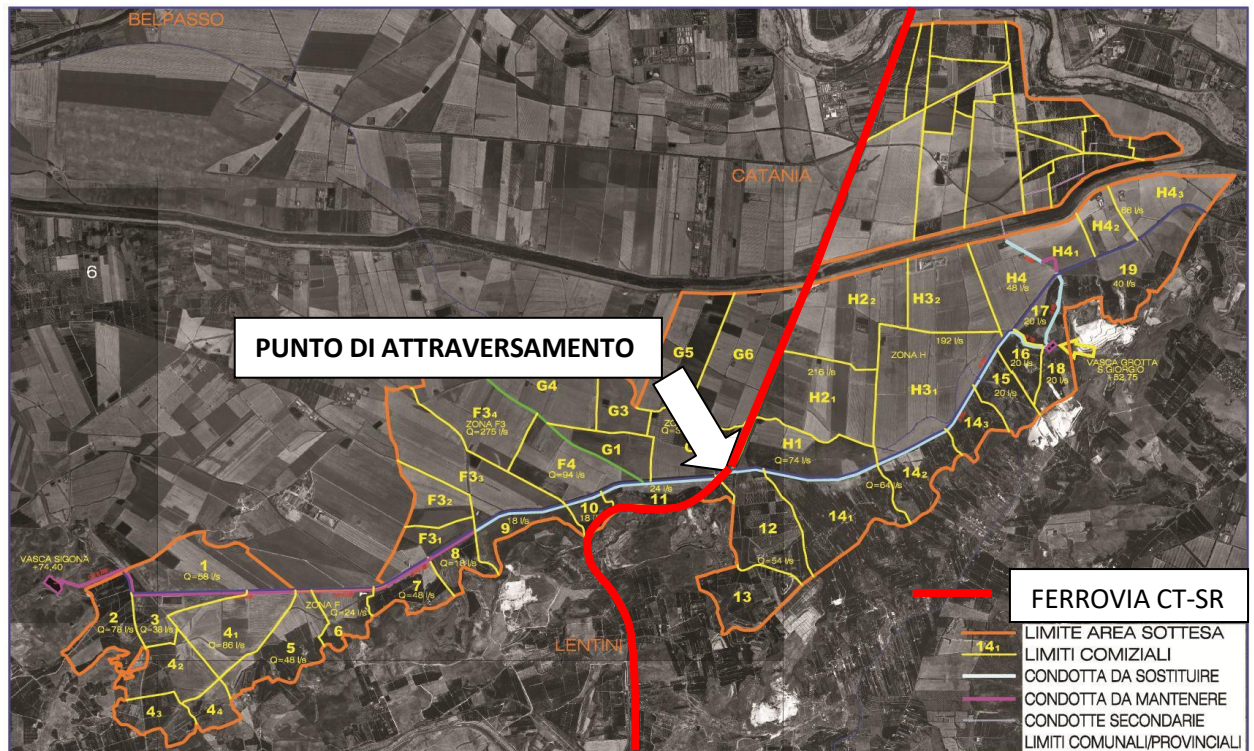 BELPASSO
CATANIA
6
PUNTO DI ATTRAVERSAMENTO
H4₃
66 l/s
H4₂
H4₁
19
40 l/s
H4
48 l/s
H2₂
H3₂
17
20 l/s
G5
G6
192 l/s
ZONA H
16
20 l/s
18
20 l/s
VASCA GROTTA
S.GIORGIO
+52,75
216 l/s
H2₁
H3₁
15
20 l/s
G4
G3
F3₄
ZONA F3
Q=275 l/s
G1
H1
Q=74 l/s
14₃
F3₃
F4
Q=94 l/s
24 l/s
14₂
Q=64 l/s
F3₂
10
18 l/s
11
9
18 l/s
14₁
F3₁
8
Q=18 l/s
12
Q=54 l/s
VASCA SIGONA
+74,40
1
Q=58 l/s
7
Q=48 l/s
2
Q=78 l/s
3
Q=38 l/s
ZONA F
Q=24 l/s
4₁
Q=86 l/s
5
Q=48 l/s
6
13
4₂
LENTINI
4₃
4₄
FERROVIA CT-SR
LIMITE AREA SOTTESA
14₁ LIMITI COMIZIALI
CONDOTTA DA SOSTITUIRE
CONDOTTA DA MANTENERE
CONDOTTE SECONDARIE
LIMITI COMUNALI/PROVINCIALI